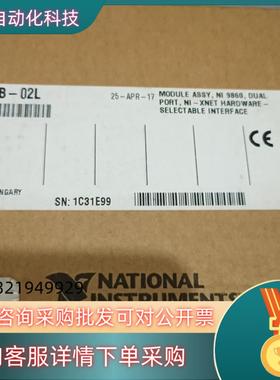 自动化科技
B-02L
25-APR-17
MODULE ASSY, NI 9860, DUAL
PORT, NI-XNET HARDWARE-
SELECTABLE INTERFACE
CE
NGARY
SN: 1C31E99
321949929
NATIONAL
INSTRUMENTS
咨询采购批发可对公开票
客服详情下单采购